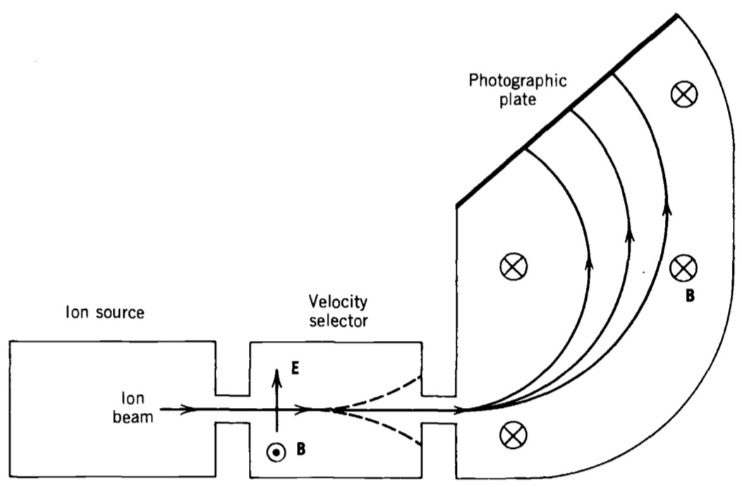 Photographic
plate
Ion source
Velocity
selector
Ion
beam
E
B
B